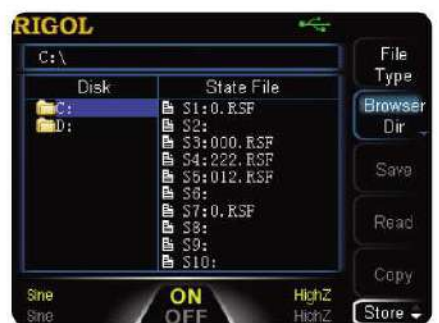 RIGOL
C:\
Disk
State File
C:
D:
S1:0.RSF
S2:
S3:000.RSF
S4:222.RSF
S5:012.RSF
S6:
S7:0.RSF
S8:
S9:
S10:
File
Type
Browser
Dir
Save
Read
Copy
Store
Sine
ON
HighZ
Sine
OFF
HighZ